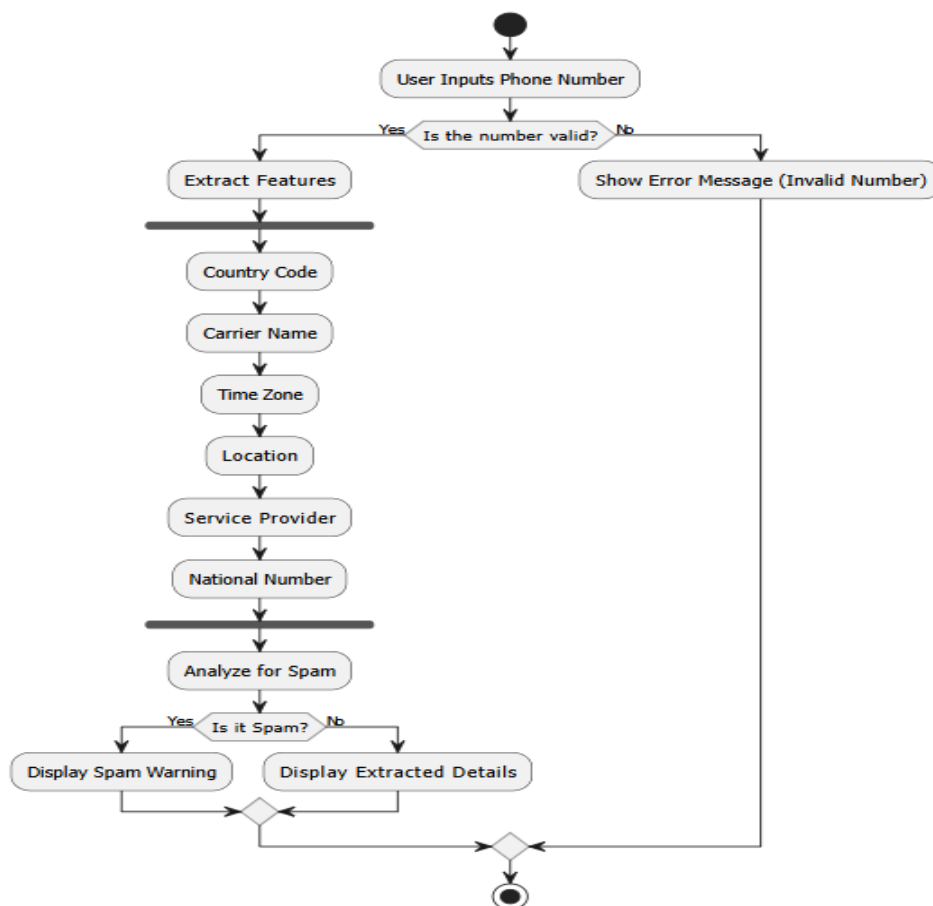 User Inputs Phone Number
Is the number valid?
Yes
No
Extract Features
Show Error Message (Invalid Number)
Country Code
Carrier Name
Time Zone
Location
Service Provider
National Number
Analyze for Spam
Is it Spam?
Yes
No
Display Spam Warning
Display Extracted Details